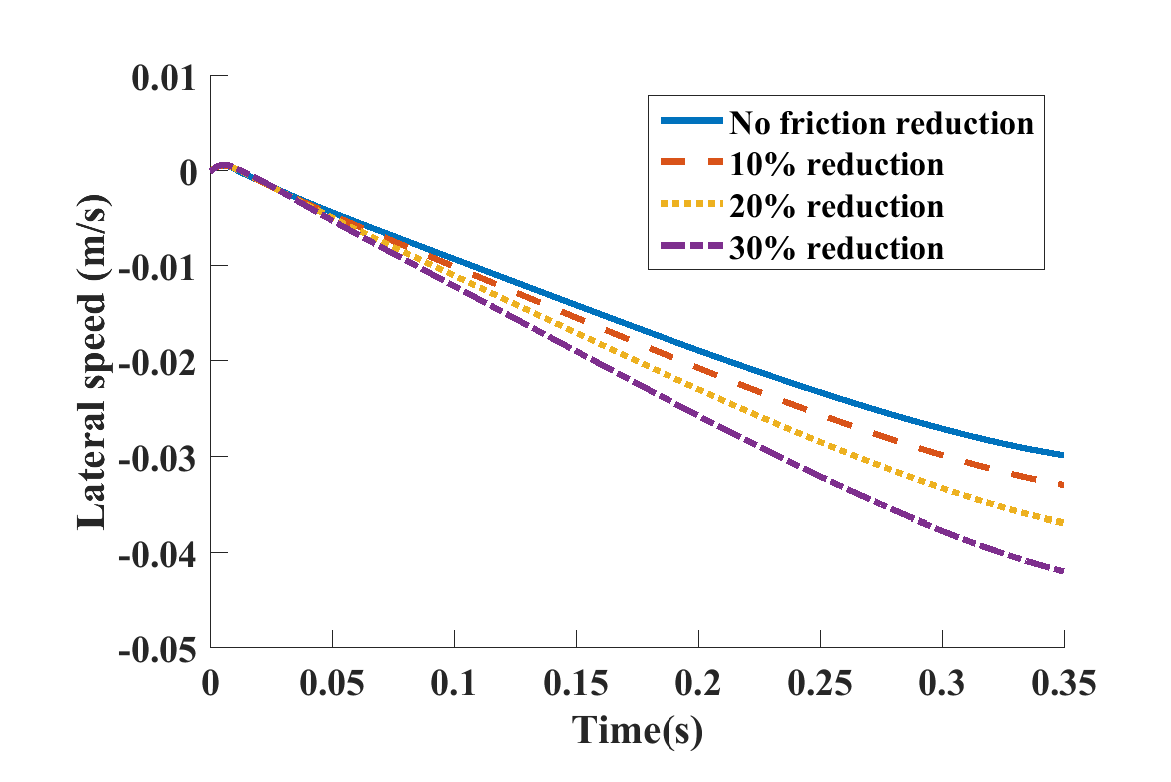 0.01
0
-0.01
-0.02
-0.03
-0.04
-0.05
Lateral speed (m/s)
No friction reduction
10% reduction
20% reduction
30% reduction
0 0.05 0.1 0.15 0.2 0.25 0.3 0.35
Time(s)